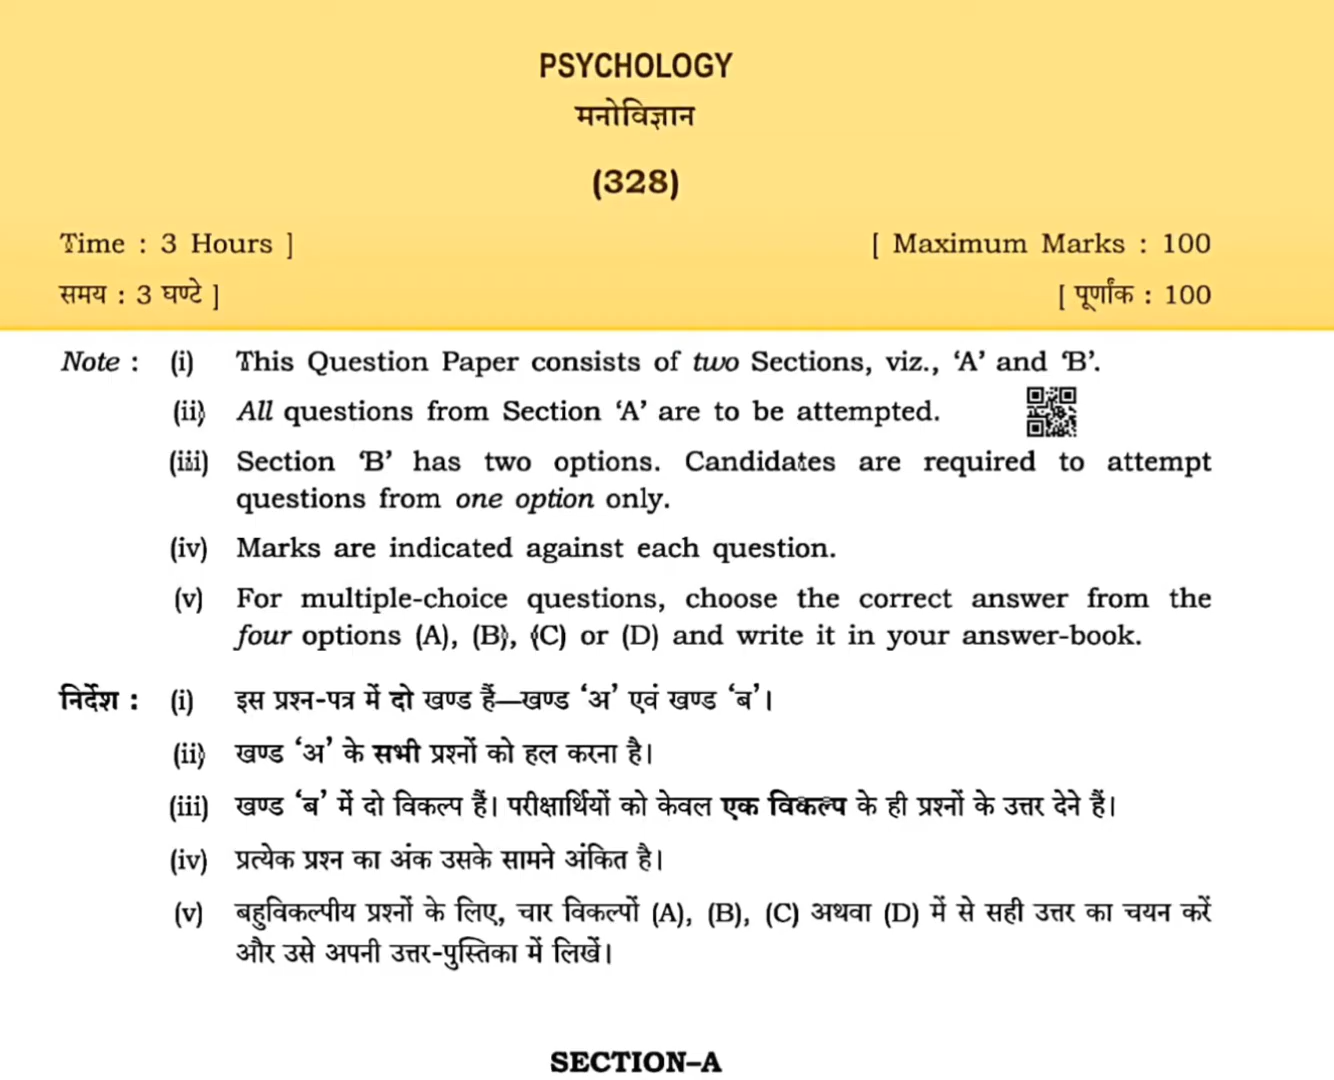 PSYCHOLOGY
मनोविज्ञान
(328)
Time : 3 Hours ] [ Maximum Marks : 100
समय : 3 घण्टे ] [ पूर्णांक : 100
Note : (i) This Question Paper consists of two Sections, viz., ‘A’ and ‘B’.
(ii) All questions from Section ‘A’ are to be attempted.
(iii) Section ‘B’ has two options. Candidates are required to attempt
questions from one option only.
(iv) Marks are indicated against each question.
(v) For multiple-choice questions, choose the correct answer from the
four options (A), (B), (C) or (D) and write it in your answer-book.
निर्देश : (i) इस प्रश्न-पत्र में दो खण्ड हैं—खण्ड ‘अ’ एवं खण्ड ‘ब’।
(ii) खण्ड ‘अ’ के सभी प्रश्नों को हल करना है।
(iii) खण्ड ‘ब’ में दो विकल्प हैं। परीक्षार्थियों को केवल एक विकल्प के ही प्रश्नों के उत्तर देने हैं।
(iv) प्रत्येक प्रश्न का अंक उसके सामने अंकित है।
(v) बहुविकल्पीय प्रश्नों के लिए, चार विकल्पों (A), (B), (C) अथवा (D) में से सही उत्तर का चयन करें
और उसे अपनी उत्तर-पुस्तिका में लिखें।
SECTION–A